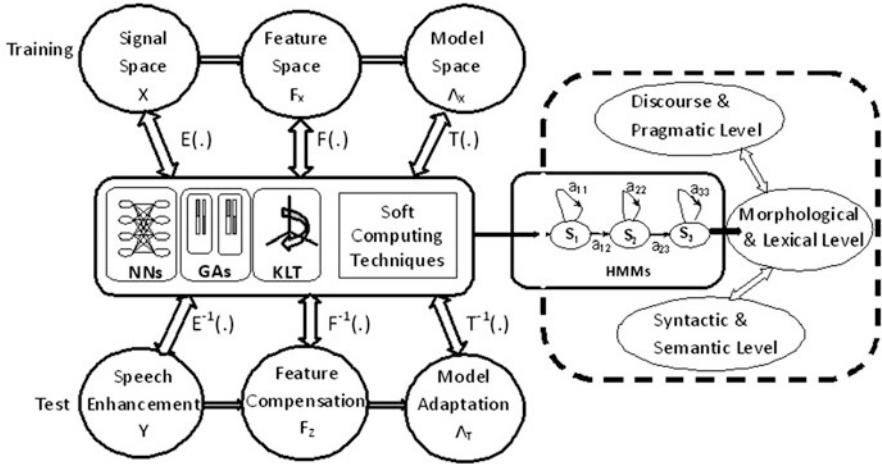 Training
Signal
Space
X
Feature
Space
Fx
Model
Space
Λx
E(.)
F(.)
T(.)
NNs
GAs
KLT
Soft
Computing
Techniques
a11
a22
a33
S1
S2
S3
a12
a23
HMMs
Discourse &
Pragmatic Level
Morphological
& Lexical Level
Syntactic &
Semantic Level
E-1(.)
F-1(.)
T-1(.)
Test
Speech
Enhancement
Y
Feature
Compensation
Fz
Model
Adaptation
ΛT